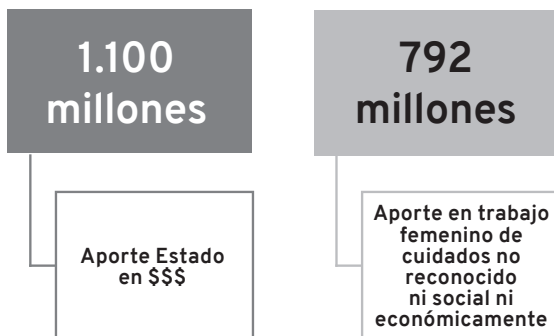 1.100
millones
792
millones
Aporte Estado
en $$$
Aporte en trabajo
femenino de
cuidados no
reconocido
ni social ni
económicamente